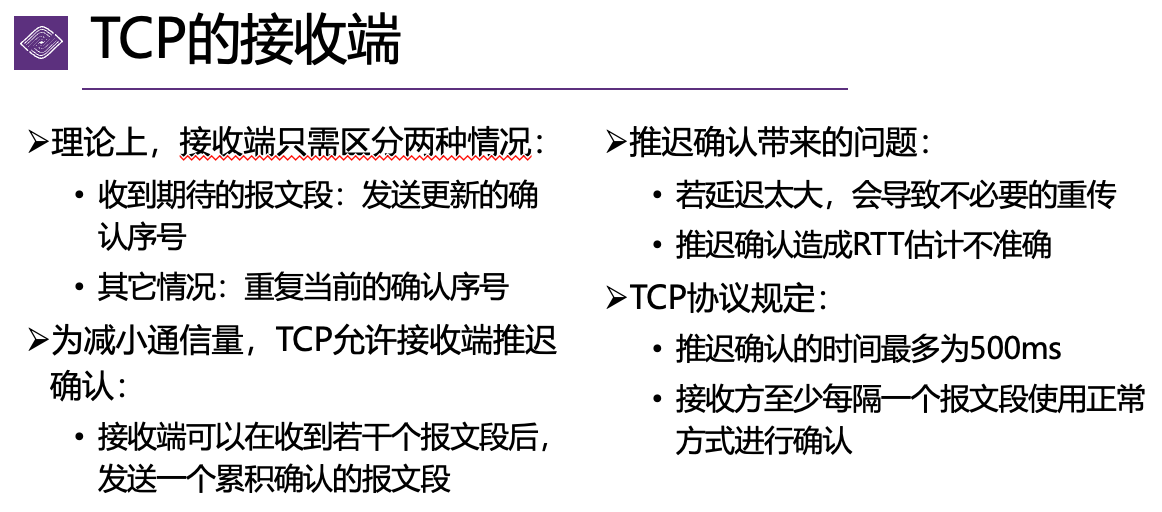 TCP的接收端
➢理论上，接收端只需区分两种情况：
• 收到期待的报文段：发送更新的确
认序号
• 其它情况：重复当前的确认序号
➢为减小通信量，TCP允许接收端推迟
确认：
• 接收端可以在收到若干个报文段后，
发送一个累积确认的报文段
➢推迟确认带来的问题：
• 若延迟太大，会导致不必要的重传
• 推迟确认造成RTT估计不准确
➢TCP协议规定：
• 推迟确认的时间最多为500ms
• 接收方至少每隔一个报文段使用正常
方式进行确认